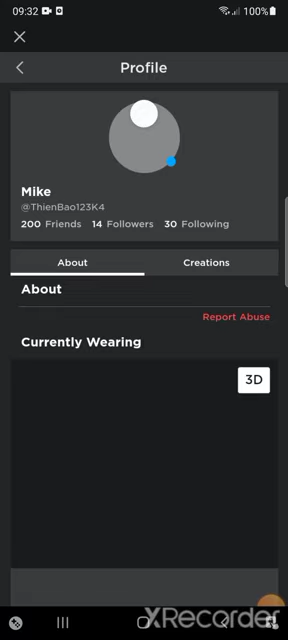 09:32 100%
Profile
Mike
@ThienBao123K4
200 Friends 14 Followers 30 Following
About Creations
About
Report Abuse
Currently Wearing
3D
XRecorder